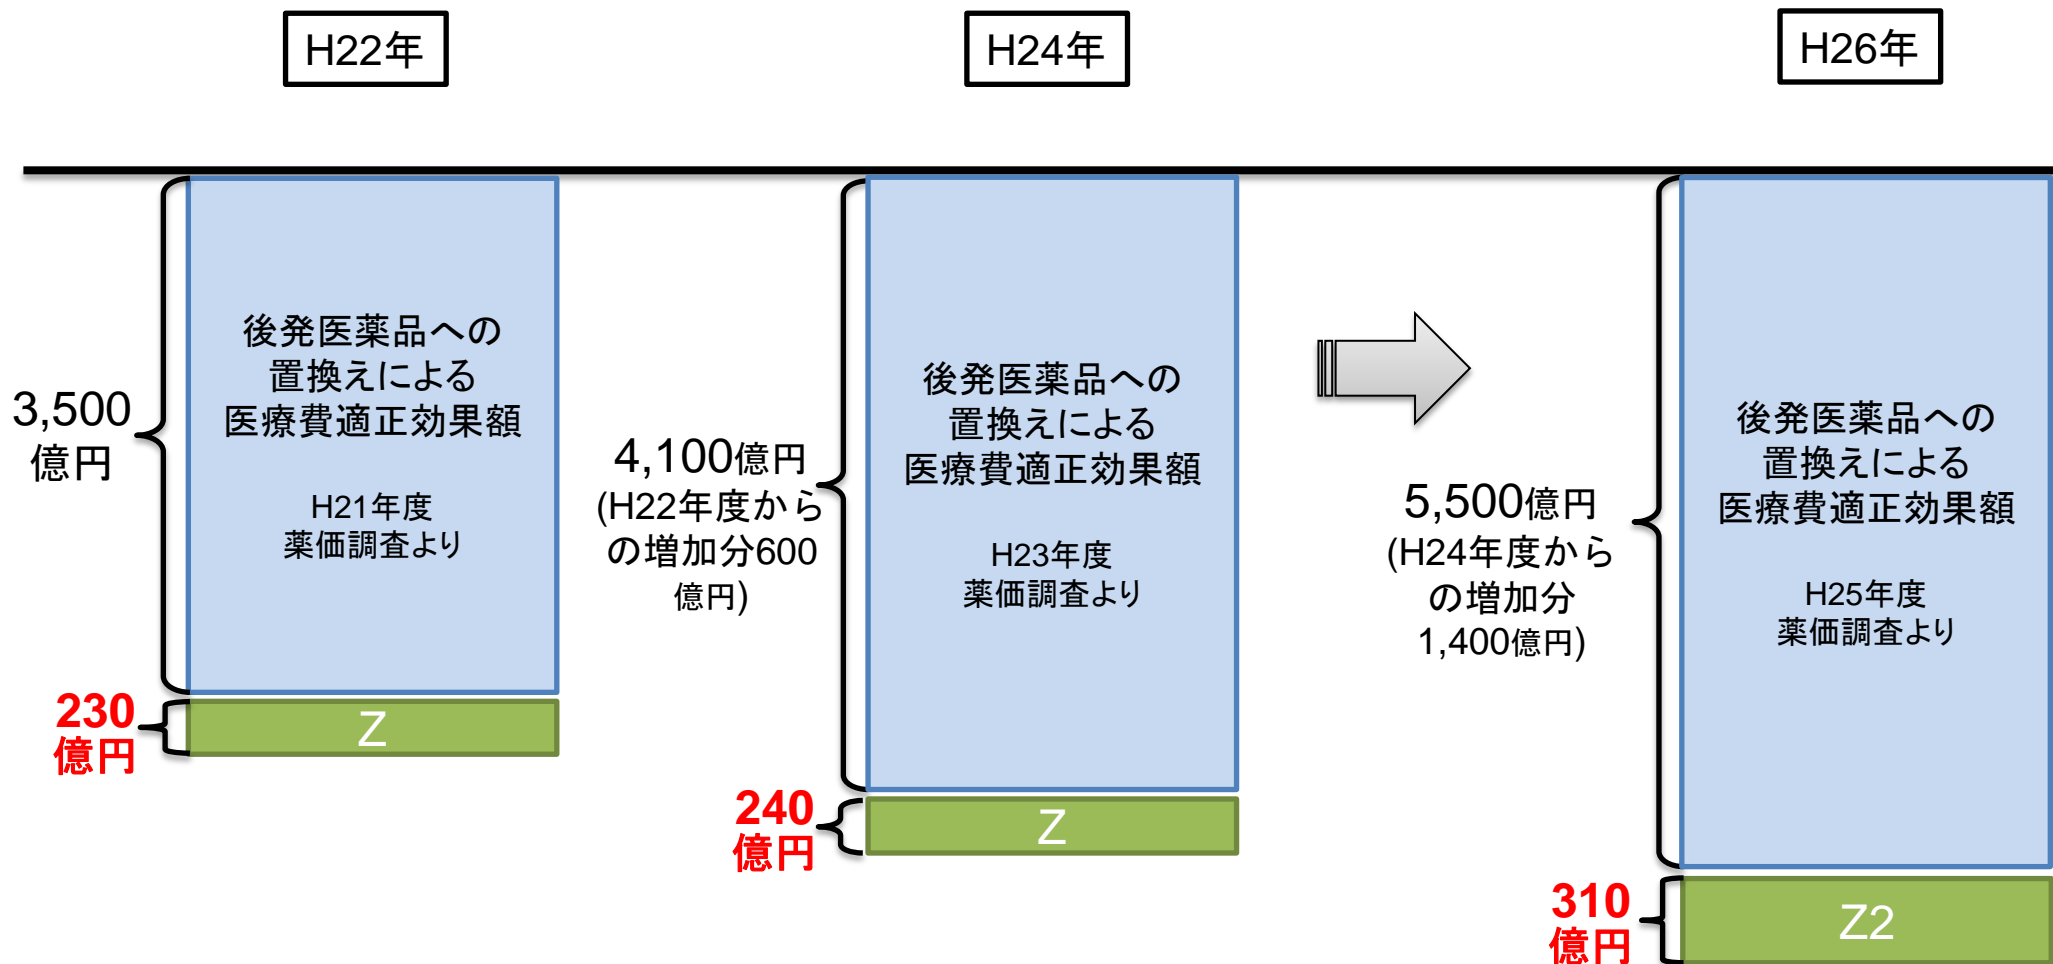 H22年
H24年
H26年
3,500
億円
後発医薬品への
置換えによる
医療費適正効果額
H21年度
薬価調査より
230
億円
Z
4,100億円
(H22年度から
の増加分600
億円)
後発医薬品への
置換えによる
医療費適正効果額
H23年度
薬価調査より
240
億円
Z
5,500億円
(H24年度から
の増加分
1,400億円)
後発医薬品への
置換えによる
医療費適正効果額
H25年度
薬価調査より
310
億円
Z2